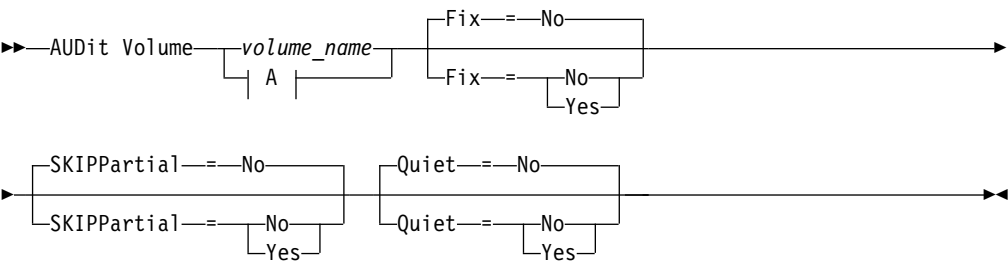 Fix = No
AUDit Volume volume_name
A
Fix = No
Yes
SKIPPartial = No
Quiet = No
SKIPPartial = No
Yes
Quiet = No
Yes